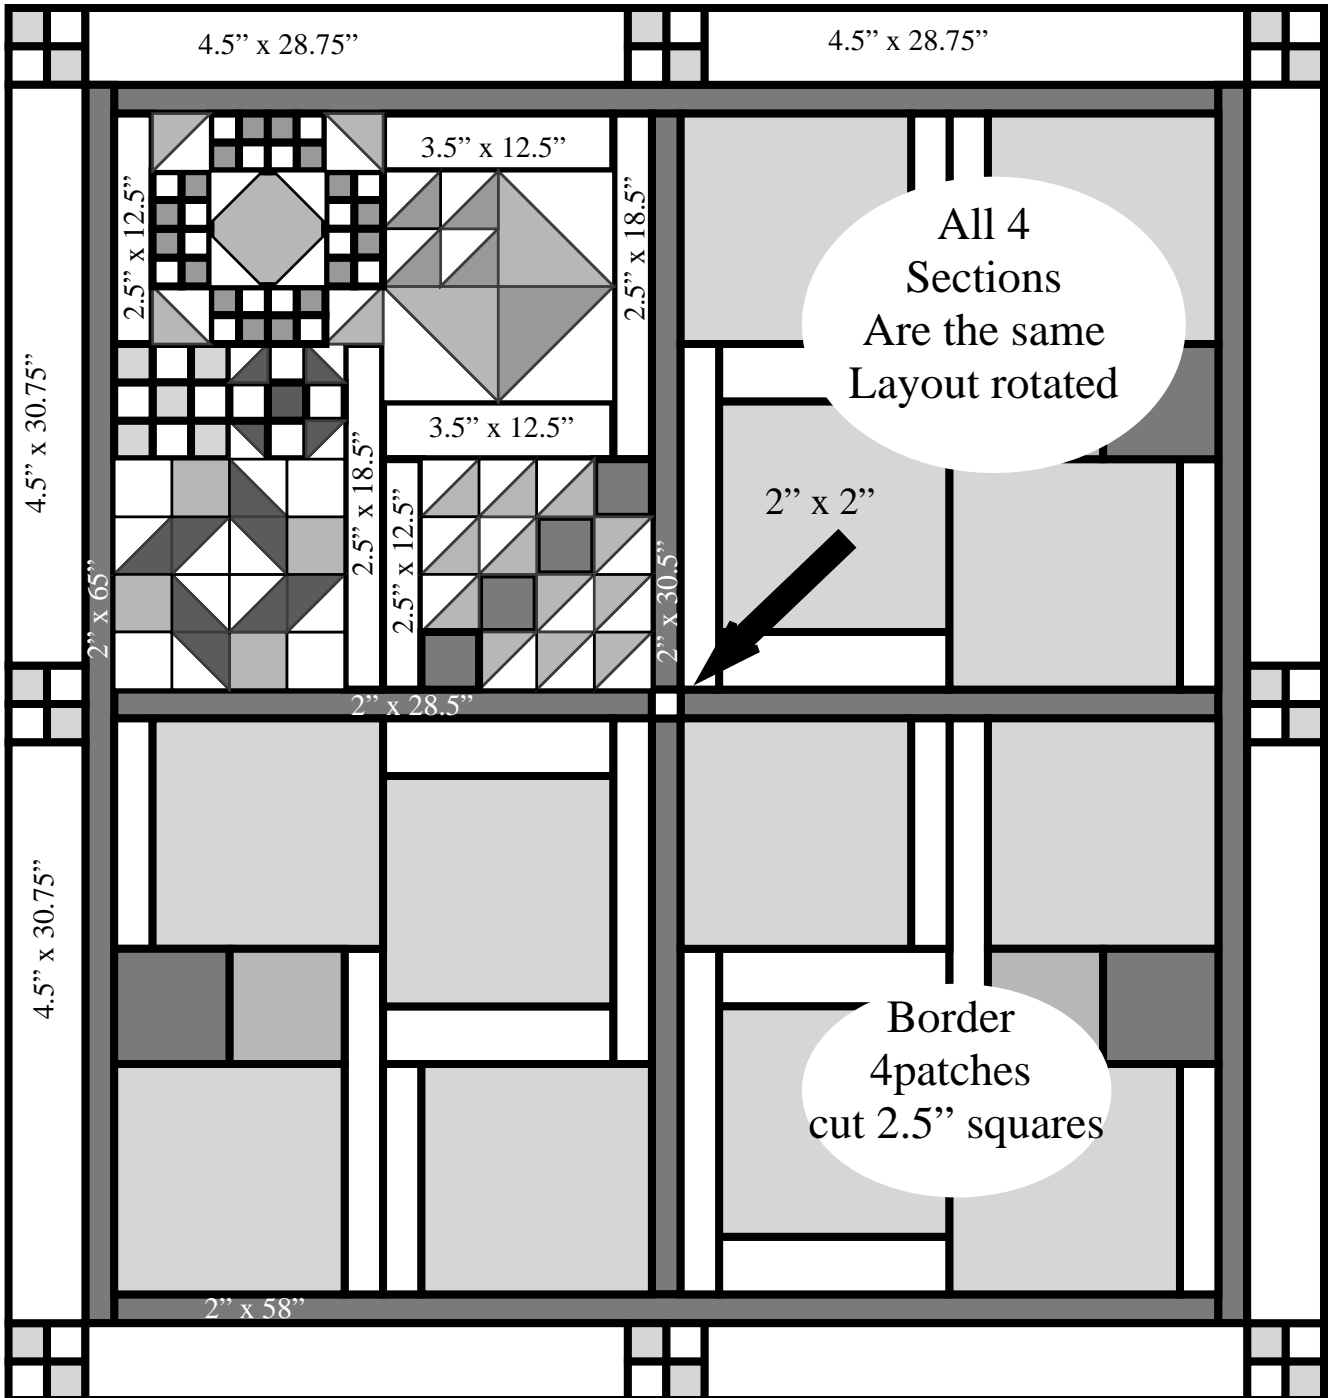 4.5” x 28.75”
4.5” x 28.75”
3.5” x 12.5”
2.5” x 12.5”
2.5” x 18.5”
All 4
Sections
Are the same
Layout rotated
4.5” x 30.75”
3.5” x 12.5”
2.5” x 18.5”
2.5” x 12.5”
2” x 2”
2” x 65”
2” x 30.5”
2” x 28.5”
4.5” x 30.75”
Border
4patches
cut 2.5” squares
2” x 58”